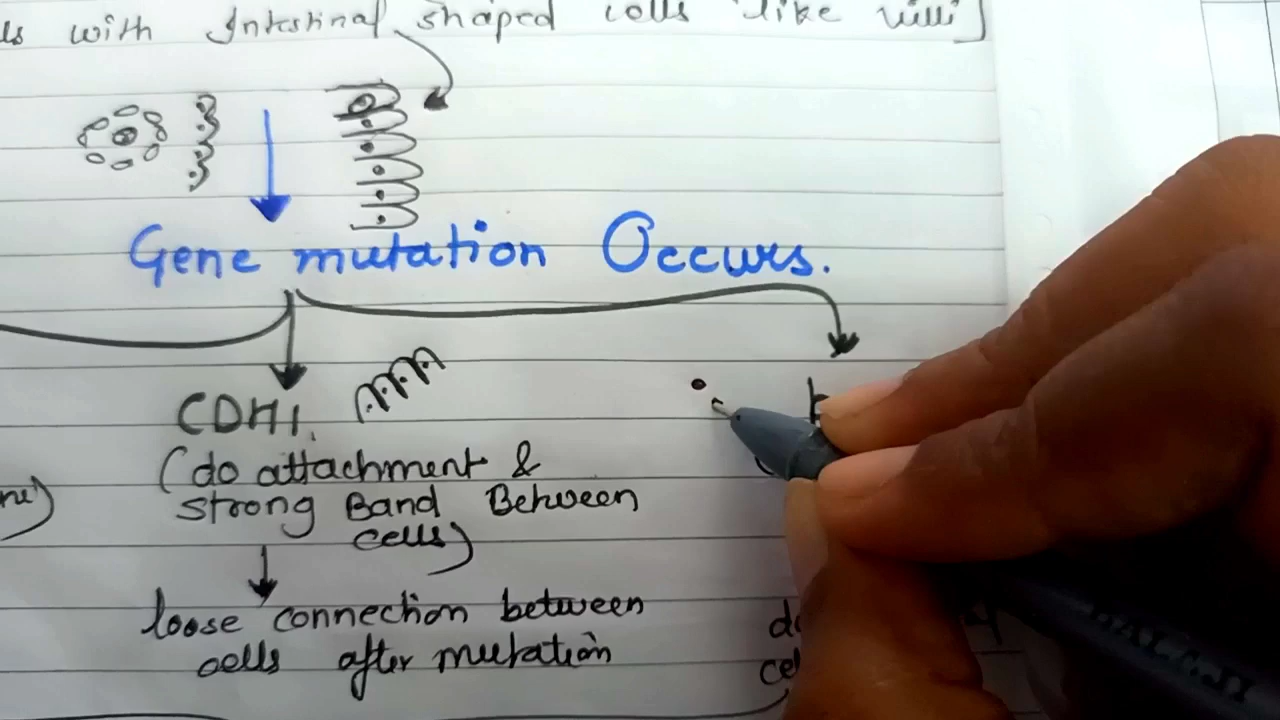 with Intestinal shaped cells like villi]
Gene mutation Occurs.
CDH1.
(do attachment &
strong Band Between
cells)
loose connection between
cells after mutation